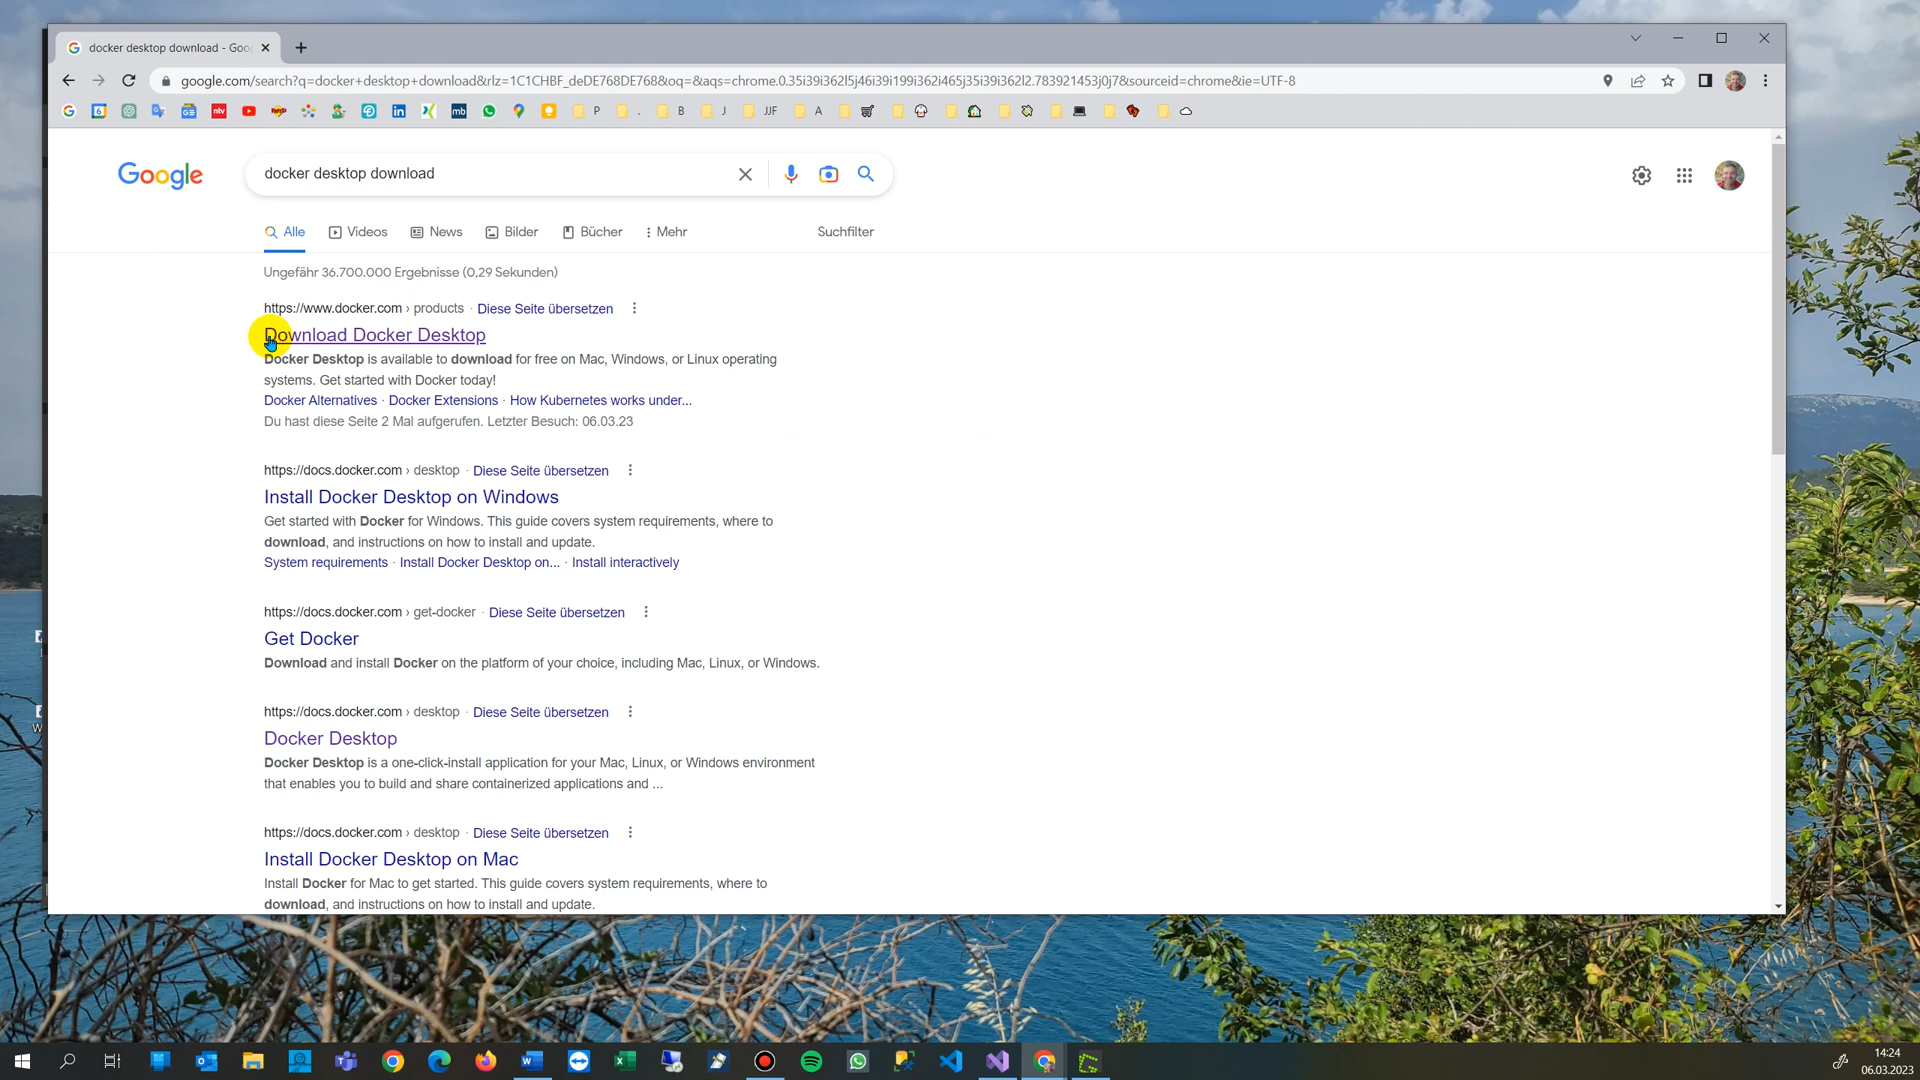 docker desktop download - Goo
google.com/search?q=docker+desktop+download&rlz=1C1CHBF_deDE768DE768&oq=&aqs=chrome.0.35i39i362l5j46i39i199i362i465j35i39i362l2.783921453j0j7&sourceid=chrome&ie=UTF-8
P . B J JJF A
Google
docker desktop download
Alle Videos News Bilder Bücher Mehr Suchfilter
Ungefähr 36.700.000 Ergebnisse (0,29 Sekunden)
https://www.docker.com › products · Diese Seite übersetzen
Download Docker Desktop
Docker Desktop is available to download for free on Mac, Windows, or Linux operating
systems. Get started with Docker today!
Docker Alternatives · Docker Extensions · How Kubernetes works under...
Du hast diese Seite 2 Mal aufgerufen. Letzter Besuch: 06.03.23
https://docs.docker.com › desktop · Diese Seite übersetzen
Install Docker Desktop on Windows
Get started with Docker for Windows. This guide covers system requirements, where to
download, and instructions on how to install and update.
System requirements · Install Docker Desktop on... · Install interactively
https://docs.docker.com › get-docker · Diese Seite übersetzen
Get Docker
Download and install Docker on the platform of your choice, including Mac, Linux, or Windows.
https://docs.docker.com › desktop · Diese Seite übersetzen
Docker Desktop
Docker Desktop is a one-click-install application for your Mac, Linux, or Windows environment
that enables you to build and share containerized applications and ...
https://docs.docker.com › desktop · Diese Seite übersetzen
Install Docker Desktop on Mac
Install Docker for Mac to get started. This guide covers system requirements, where to
download, and instructions on how to install and update.
14:24
06.03.2023